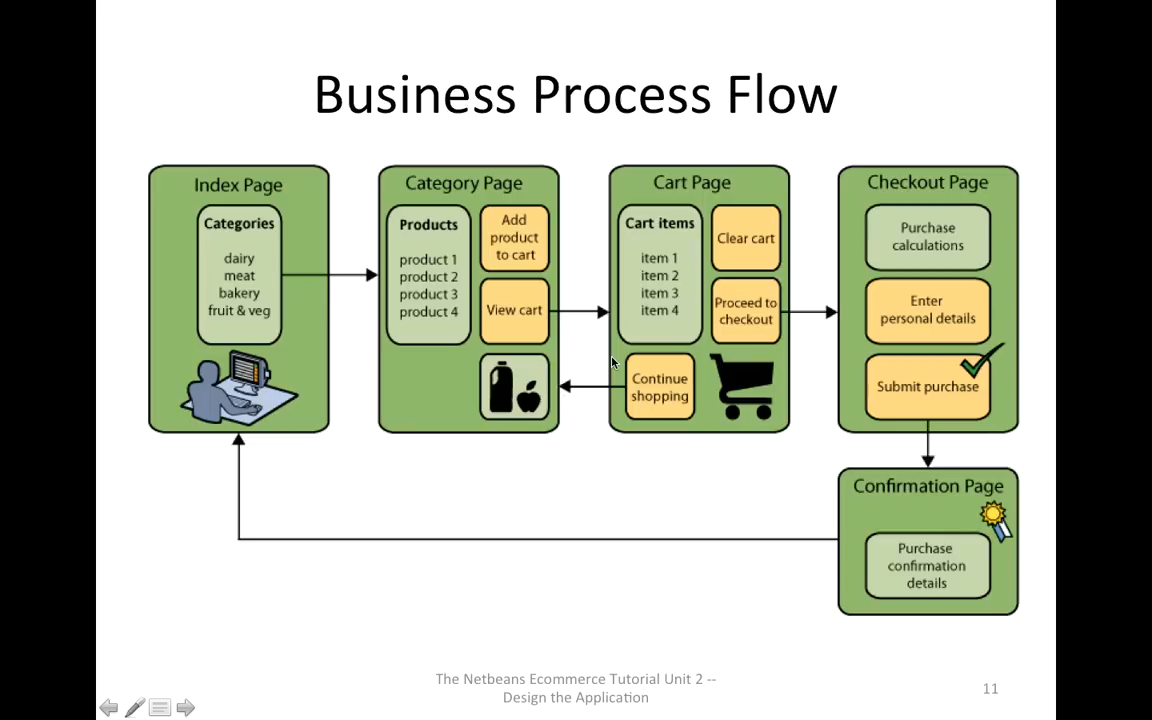 Business Process Flow
Index Page
Categories
dairy
meat
bakery
fruit & veg
Category Page
Products
product 1
product 2
product 3
product 4
Add
product
to cart
View cart
Cart Page
Cart items
item 1
item 2
item 3
item 4
Clear cart
Proceed to
checkout
Continue
shopping
Checkout Page
Purchase
calculations
Enter
personal details
Submit purchase
Confirmation Page
Purchase
confirmation
details
The Netbeans Ecommerce Tutorial Unit 2 --
Design the Application
11